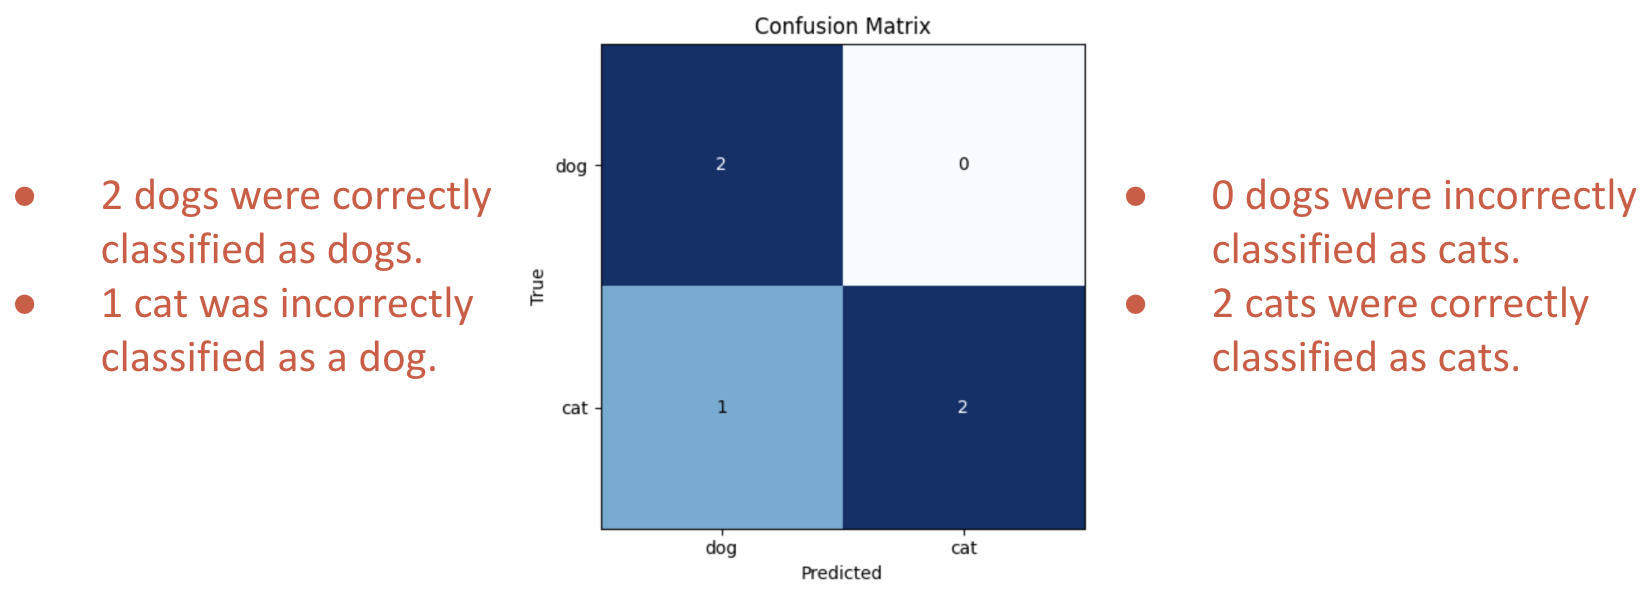 Confusion Matrix
● 2 dogs were correctly
classified as dogs.
● 1 cat was incorrectly
classified as a dog.
True
dog
cat
2
0
1
2
dog
cat
Predicted
● 0 dogs were incorrectly
classified as cats.
● 2 cats were correctly
classified as cats.